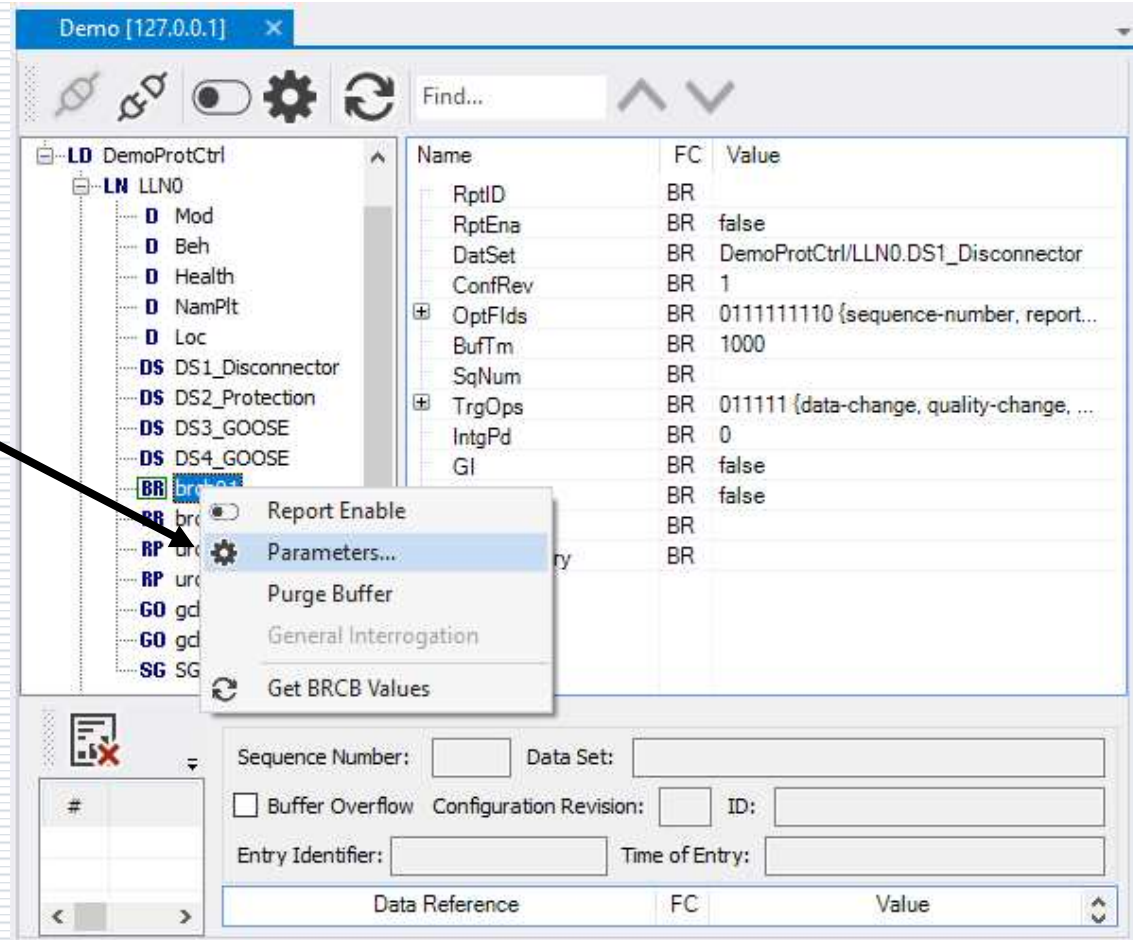 Demo [127.0.0.1]
Find...
LD DemoProtCtrl
LN LLN0
D Mod
D Beh
D Health
D NamPlt
D Loc
DS DS1_Disconnector
DS DS2_Protection
DS DS3_GOOSE
DS DS4_GOOSE
BR
BR
RP
RP
GO
GO
SG SG
Report Enable
Parameters...
Purge Buffer
General Interrogation
Get BRCB Values
Name FC Value
RptID BR
RptEna BR false
DatSet BR DemoProtCtrl/LLN0.DS1_Disconnector
ConfRev BR 1
OptFlds BR 0111111110 {sequence-number, report...
BufTm BR 1000
SqNum BR
TrgOps BR 011111 {data-change, quality-change, ...
IntgPd BR 0
GI BR false
BR false
BR
ry BR
Sequence Number: Data Set:
# Buffer Overflow Configuration Revision: ID:
Entry Identifier: Time of Entry:
Data Reference FC Value